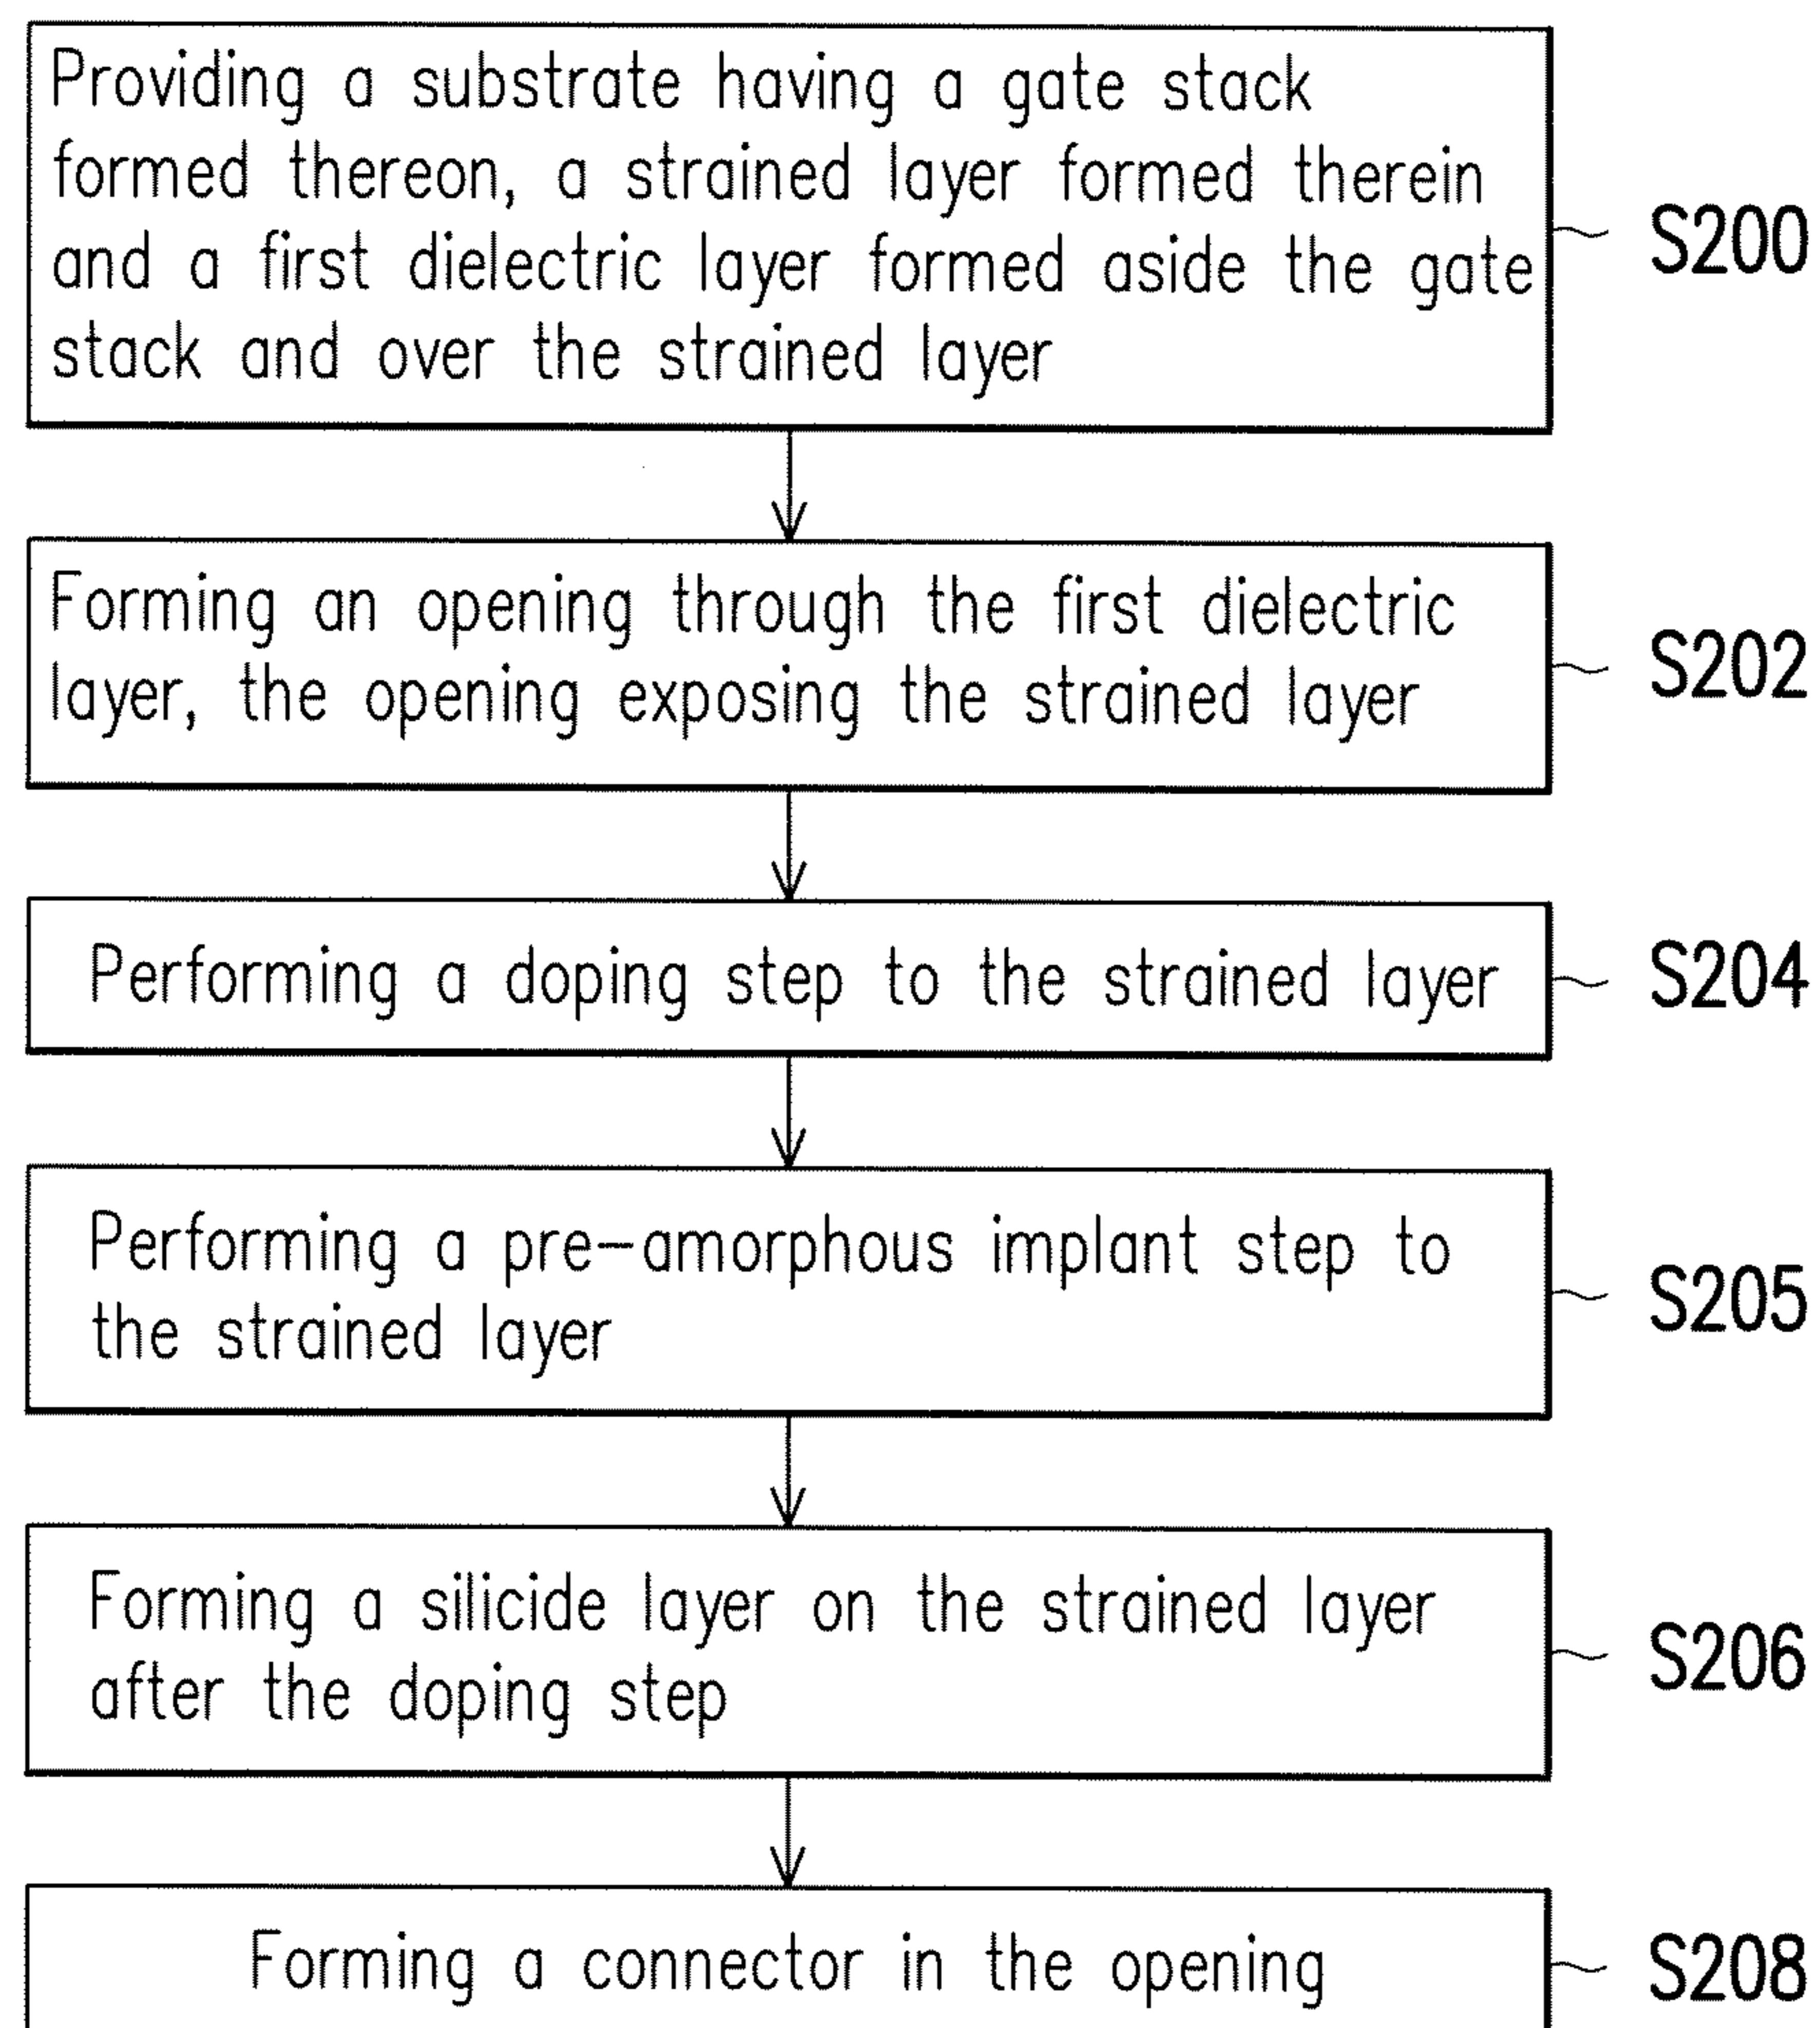 Providing a substrate having a gate stack
formed thereon, a strained layer formed therein
and a first dielectric layer formed aside the gate
stack and over the strained layer
S200
Forming an opening through the first dielectric
layer, the opening exposing the strained layer
S202
Performing a doping step to the strained layer
S204
Performing a pre-amorphous implant step to
the strained layer
S205
Forming a silicide layer on the strained layer
after the doping step
S206
Forming a connector in the opening
S208